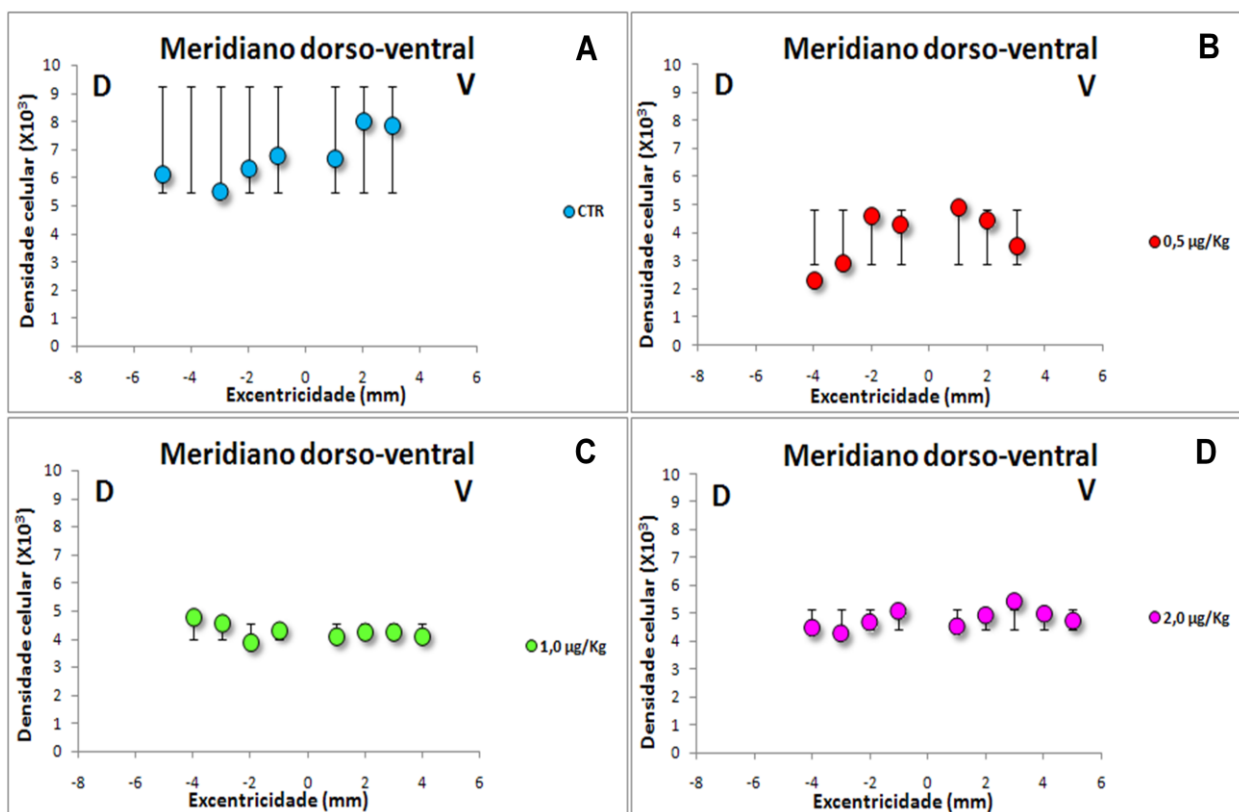 Meridiano dorso-ventral
A
D
V
Densidade celular (X10³)
10
9
8
7
6
5
4
3
2
1
0
-8
-6
-4
-2
0
2
4
6
Excentricidade (mm)
CTR
Meridiano dorso-ventral
B
D
V
Densuidade celular (X10³)
10
9
8
7
6
5
4
3
2
1
0
-8
-6
-4
-2
0
2
4
6
Excentricidade (mm)
0,5 µg/Kg
Meridiano dorso-ventral
C
D
V
Densidade celular (X10³)
10
9
8
7
6
5
4
3
2
1
0
-8
-6
-4
-2
0
2
4
6
Excentricidade (mm)
1,0 µg/Kg
Meridiano dorso-ventral
D
D
V
Densidade celular (X10³)
10
9
8
7
6
5
4
3
2
1
0
-8
-6
-4
-2
0
2
4
6
Excentricidade (mm)
2,0 µg/Kg